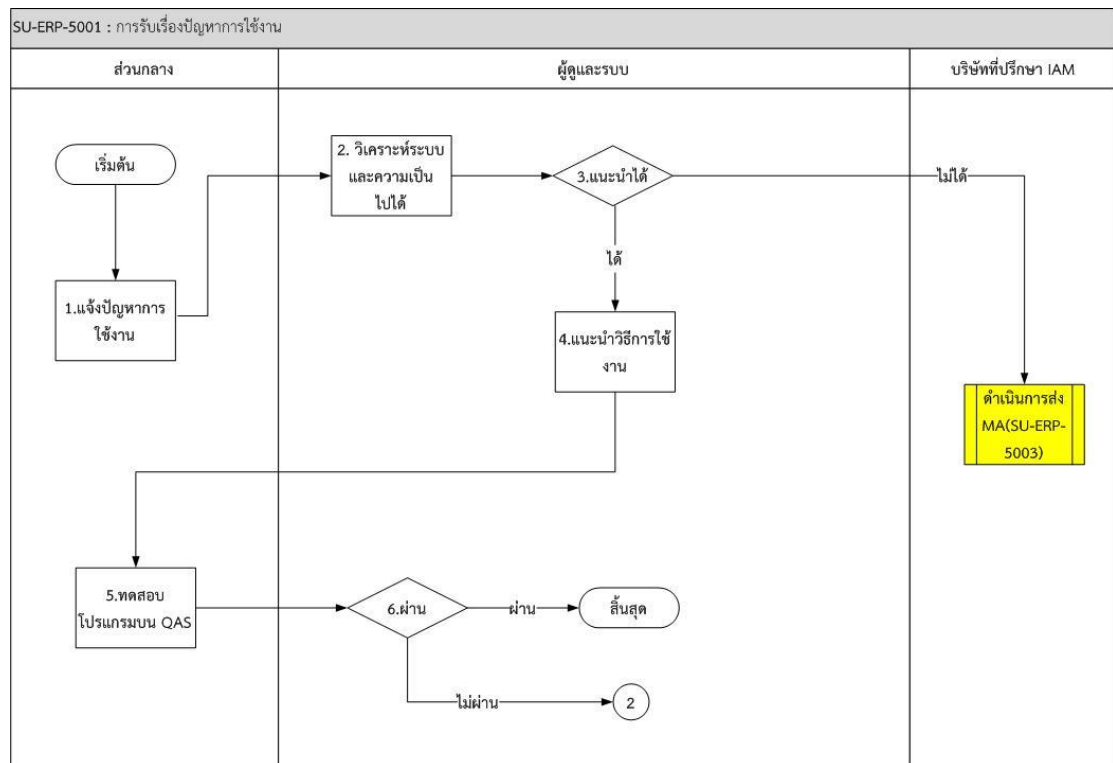 SU-ERP-5001 : การรับเรื่องปัญหาการใช้งาน
ส่วนกลาง
ผู้ดูและรบบ
บริษัทที่ปรึกษา IAM
เริ่มต้น
2. วิเคราะห์ระบบ
และความเป็น
ไปได้
3.แนะนำได้
ไม่ได้
ได้
1.แจ้งปัญหาการ
ใช้งาน
4.แนะนำวิธีการใช้
งาน
ดำเนินการส่ง
MA(SU-ERP-
5003)
5.ทดสอบ
โปรแกรมบน QAS
6.ผ่าน
ผ่าน
สิ้นสุด
ไม่ผ่าน
2